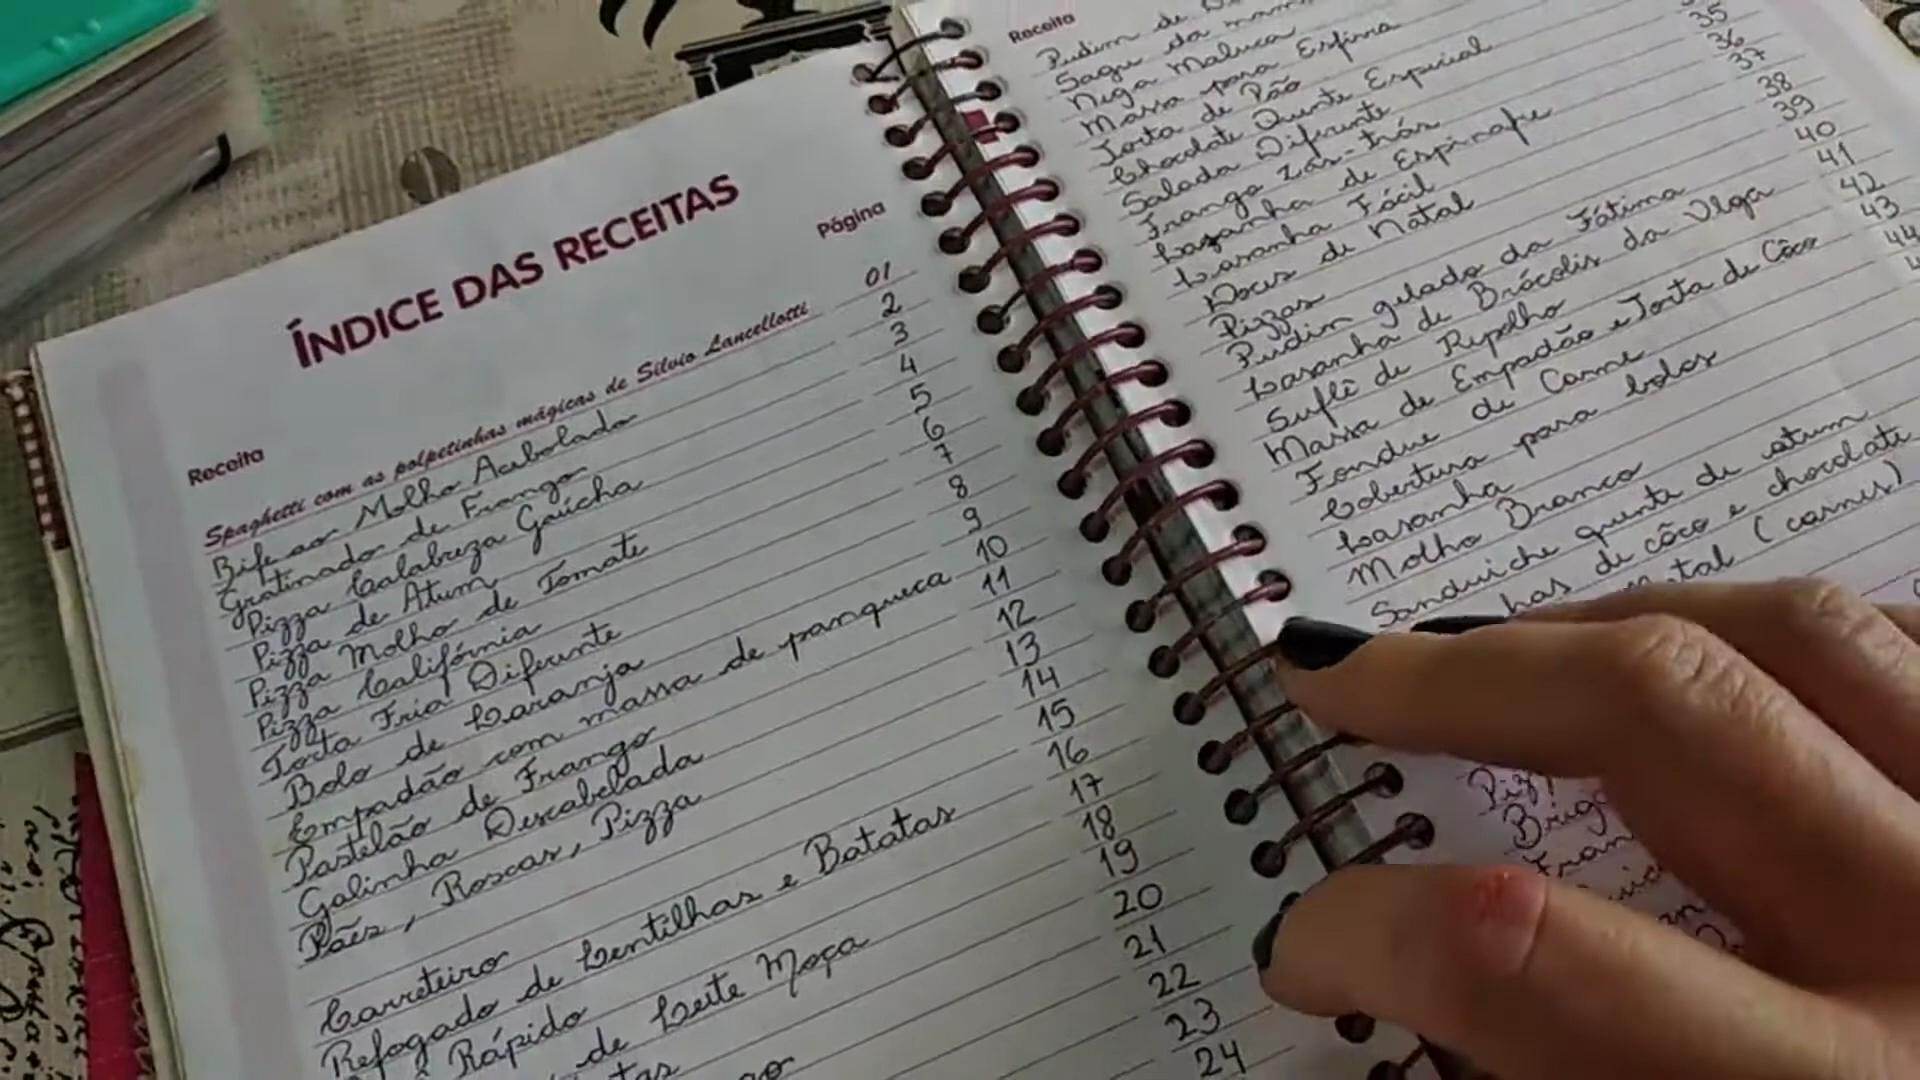 ÍNDICE DAS RECEITAS
Receita Página
Spaghetti com as polpetinhas mágicas de Silvio Lancellotti 01
Bife ao Molho Acebolado 2
Gratinado de Frango 3
Pizza Calabreza Gaúcha 4
Pizza de Atum 5
Pizza Molho de Tomate 6
Pizza Califórnia 7
Torta Fria Diferente 8
Bolo de Laranja 9
Empadão com massa de panqueca 10
Pastelão de Frango 11
Galinha Descabelada 12
Pães, Roscas, Pizza 13
14
Carreteiro 15
Refogado de Lentilhas e Batatas 16
Rápido 17
de Leite Moça 18
19
20
21
22
23
24
Receita
Pudim de
Sagu da
Nega Maluca
Massa para Esfirra
Torta de Pão
Chocolate Quente Especial
Salada Diferente 35
Frango Zás-trás 36
Lazanha de Espinafre 37
Lasanha Fácil 38
Doces de Natal 39
Pizzas 40
Pudim gelado da Fátima 41
Lasanha de Brócolis da Olga 42
Suflê de Repolho 43
Massa de Empadão e Torta de Côco 44
Fondue de Carne
Cobertura para bolos
Lasanha
Molho Branco
Sanduiche quente de atum
de côco e chocolate
(carnes)